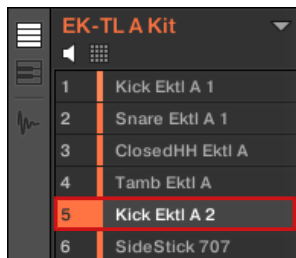 EK-TL A Kit
1 Kick Ektl A 1
2 Snare Ektl A 1
3 ClosedHH Ektl A
4 Tamb Ektl A
5 Kick Ektl A 2
6 SideStick 707